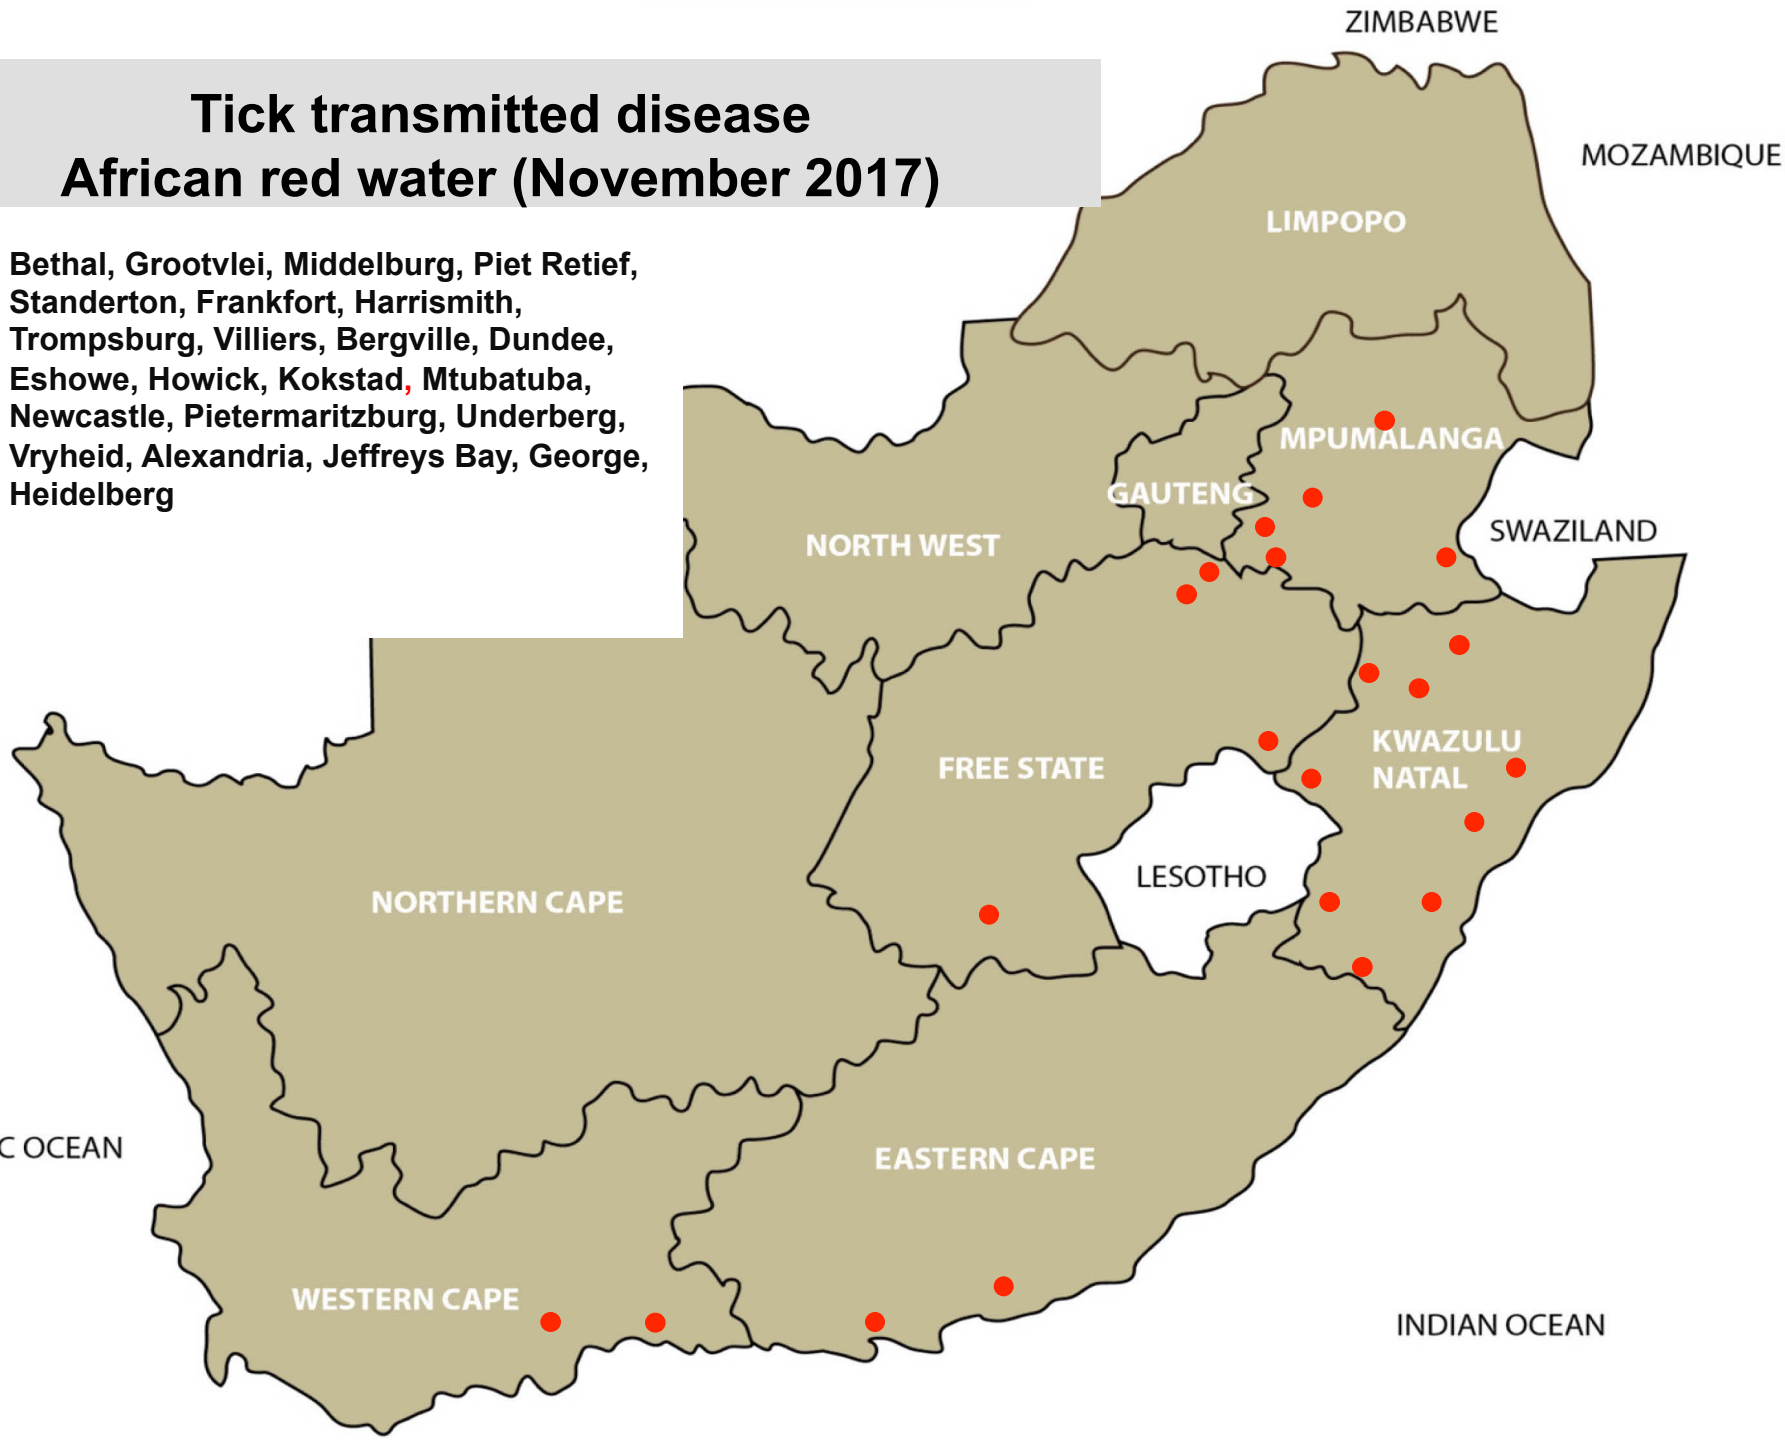 ZIMBABWE
Tick transmitted disease
African red water (November 2017)
MOZAMBIQUE
LIMPOPO
Bethal, Grootvlei, Middelburg, Piet Retief,
Standerton, Frankfort, Harrismith,
Trompsburg, Villiers, Bergville, Dundee,
Eshowe, Howick, Kokstad, Mtubatuba,
Newcastle, Pietermaritzburg, Underberg,
Vryheid, Alexandria, Jeffreys Bay, George,
Heidelberg
MPUMALANGA
GAUTENG
SWAZILAND
NORTH WEST
KWAZULU
NATAL
FREE STATE
LESOTHO
NORTHERN CAPE
C OCEAN
EASTERN CAPE
WESTERN CAPE
INDIAN OCEAN